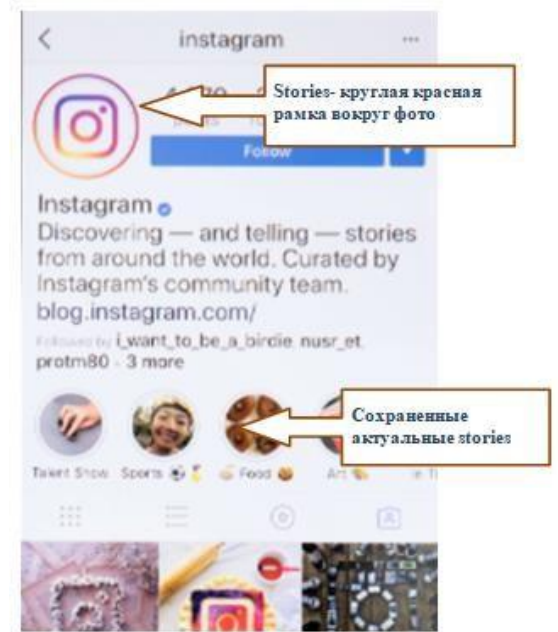 instagram
Stories- круглая красная
рамка вокруг фото
Follow
Instagram
Discovering — and telling — stories
from around the world. Curated by
Instagram's community team.
blog.instagram.com/
Followed by i_want_to_be_a_birdie, nusr_et,
protm80 - 3 more
Сохраненные
актуальные stories
Talent Show Sports Food Art